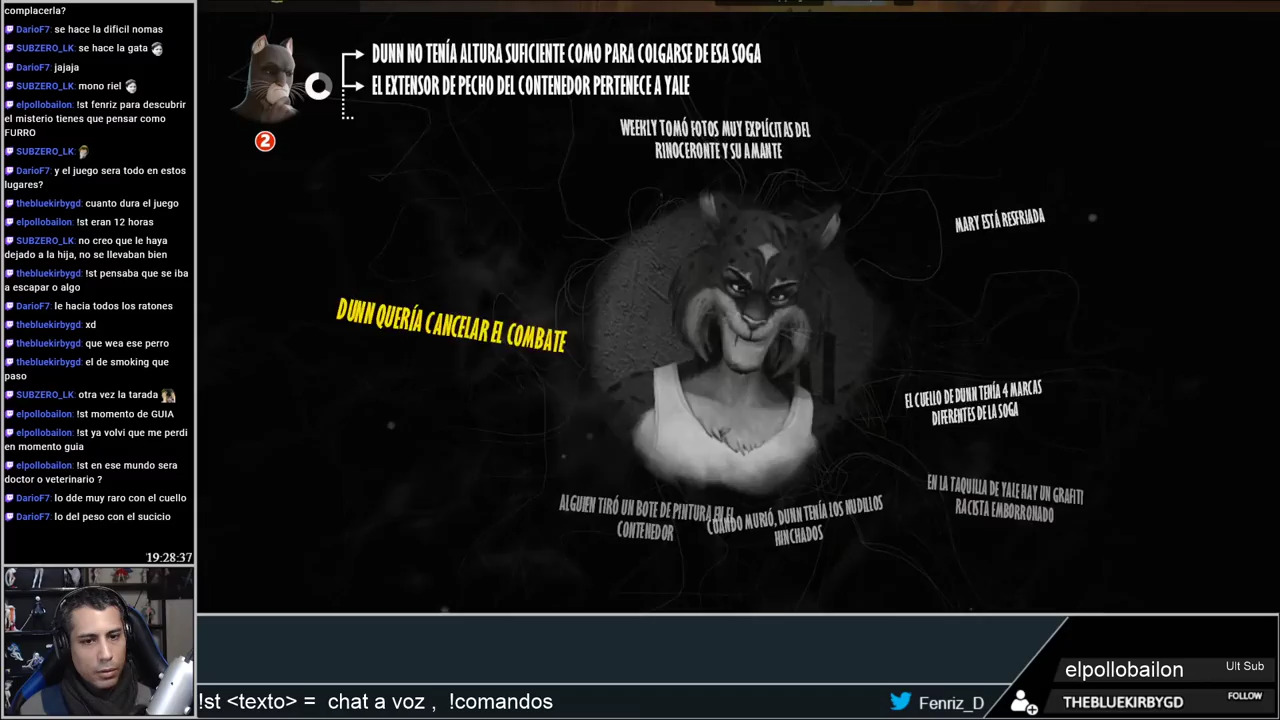 complacerla?
DarioF7: se hace la dificil nomas
SUBZERO_LK: se hace la gata
DarioF7: jajaja
SUBZERO_LK: mono riel
elpollobailon: !st fenriz para descubrir
el misterio tienes que pensar como
FURRO
SUBZERO_LK:
DarioF7: y el juego sera todo en estos
lugares?
thebluekirbygd: cuanto dura el juego
elpollobailon: !st eran 12 horas
SUBZERO_LK: no creo que le haya
dejado a la hija, no se llevaban bien
thebluekirbygd: !st pensaba que se iba
a escapar o algo
DarioF7: le hacia todos los ratones
thebluekirbygd: xd
thebluekirbygd: que wea ese perro
thebluekirbygd: el de smoking que
paso
SUBZERO_LK: otra vez la tarada
elpollobailon: !st momento de GUIA
elpollobailon: !st ya volvi que me perdi
en momento guia
elpollobailon: !st en ese mundo sera
doctor o veterinario ?
DarioF7: lo dde muy raro con el cuello
DarioF7: lo del peso con el sucicio
19:28:37
DUNN NO TENÍA ALTURA SUFICIENTE COMO PARA COLGARSE DE ESA SOGA
EL EXTENSOR DE PECHO DEL CONTENEDOR PERTENECE A YALE
2
WEEKLY TOMÓ FOTOS MUY EXPLÍCITAS DEL
RINOCERONTE Y SU AMANTE
MARY ESTÁ RESFRIADA
DUNN QUERÍA CANCELAR EL COMBATE
EL CUELLO DE DUNN TENÍA 4 MARCAS
DIFERENTES DE LA SOGA
EN LA TAQUILLA DE YALE HAY UN GRAFITI
RACISTA EMBORRONADO
ALGUIEN TIRÓ UN BOTE DE PINTURA EN EL
CONTENEDOR
CUANDO MURIÓ, DUNN TENÍA LOS NUDILLOS
HINCHADOS
!st <texto> = chat a voz , !comandos
Fenriz_D
elpollobailon
Ult Sub
THEBLUEKIRBYGD
FOLLOW